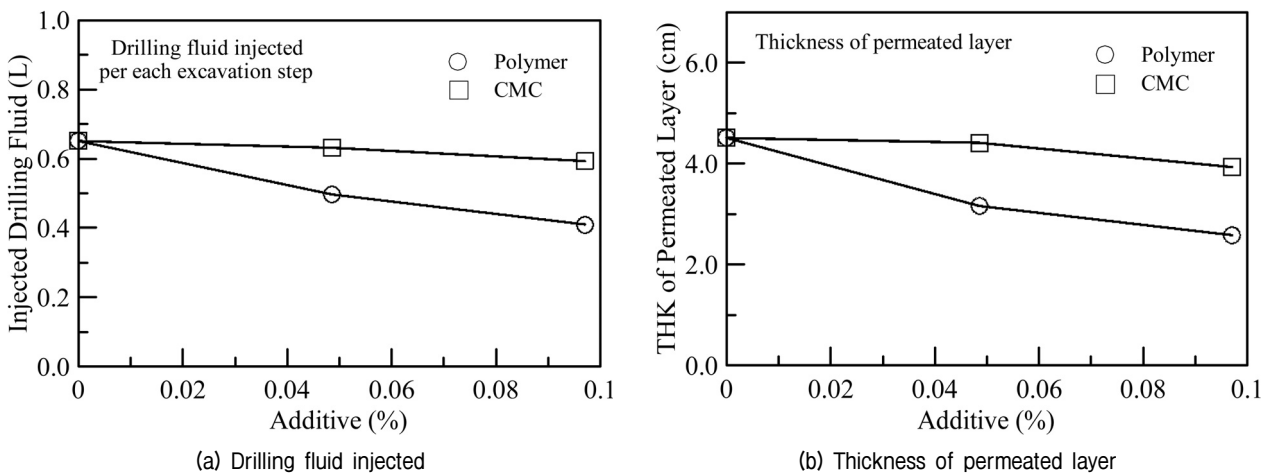 1.0
0.8
0.6
0.4
0.2
0.0
Injected Drilling Fluid (L)
Drilling fluid injected
per each excavation step
Polymer
CMC
0 0.02 0.04 0.06 0.08 0.1
Additive (%)
(a) Drilling fluid injected
6.0
4.0
2.0
0.0
THK of Permeated Layer (cm)
Thickness of permeated layer
Polymer
CMC
0 0.02 0.04 0.06 0.08 0.1
Additive (%)
(b) Thickness of permeated layer